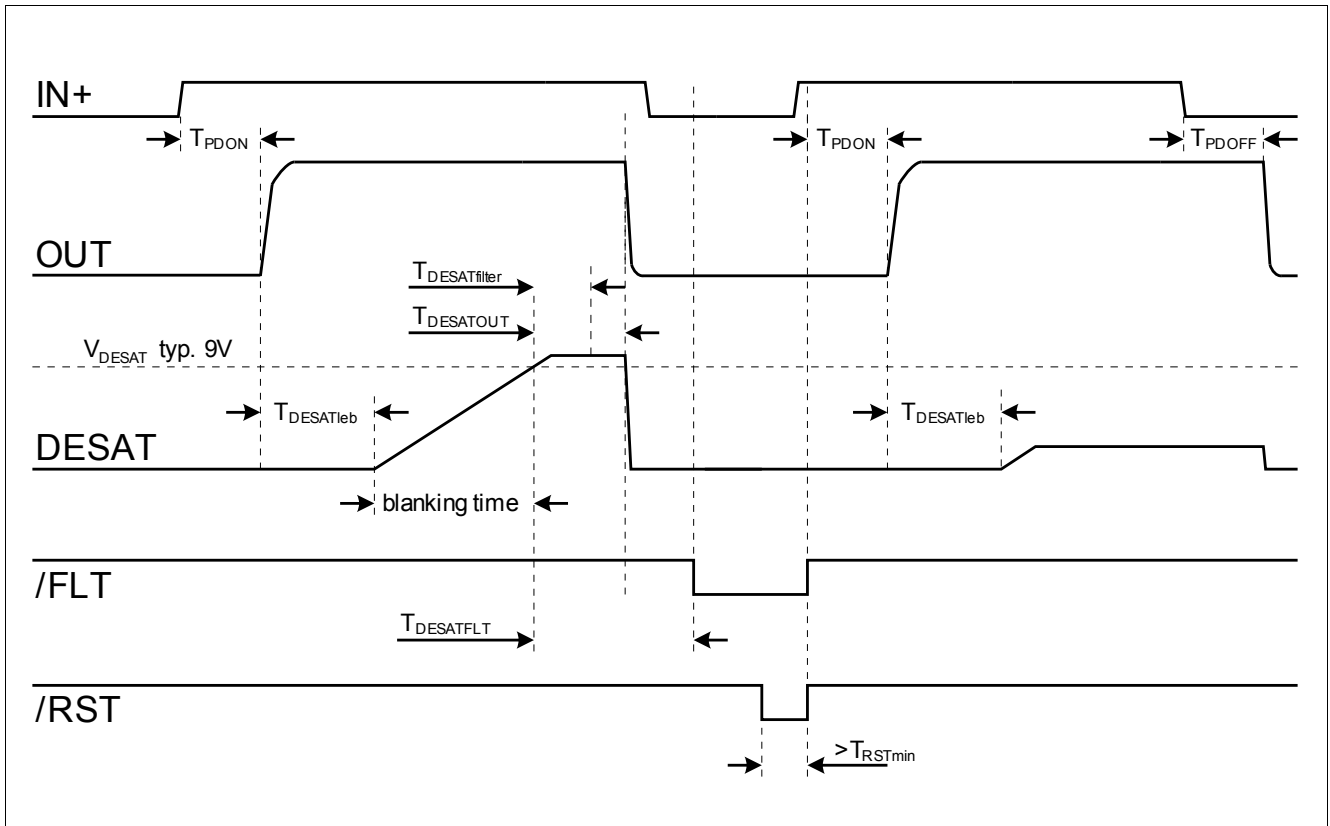 IN+
TPDON
TPDON
TPDOFF
OUT
TDESATfilter
TDESATOUT
VDESAT typ. 9V
TDESATleb
TDESATleb
DESAT
blanking time
/FLT
TDESATFLT
/RST
>TRSTmin